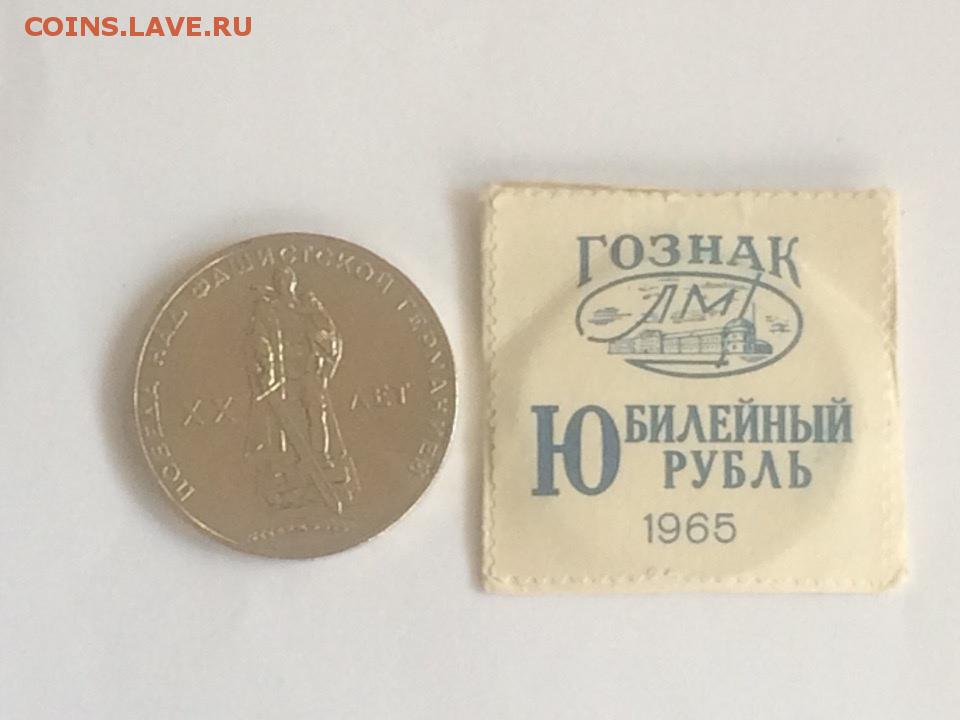 COINS.LAVE.RU
ПОБЕДА НАД ФАШИСТСКОЙ ГЕРМАНИЕЙ
XX ЛЕТ
ГОЗНАК
ЛМД
ЮБИЛЕЙНЫЙ
РУБЛЬ
1965